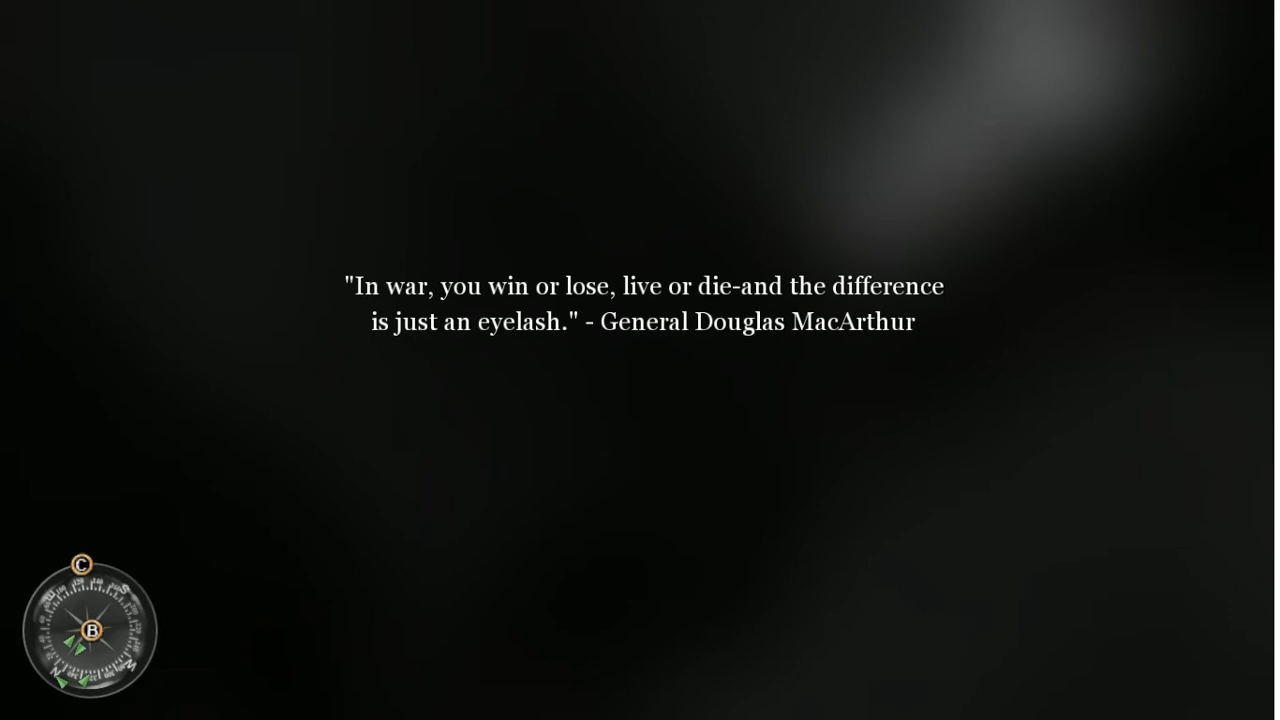 "In war, you win or lose, live or die-and the difference
is just an eyelash." - General Douglas MacArthur
C
B
N